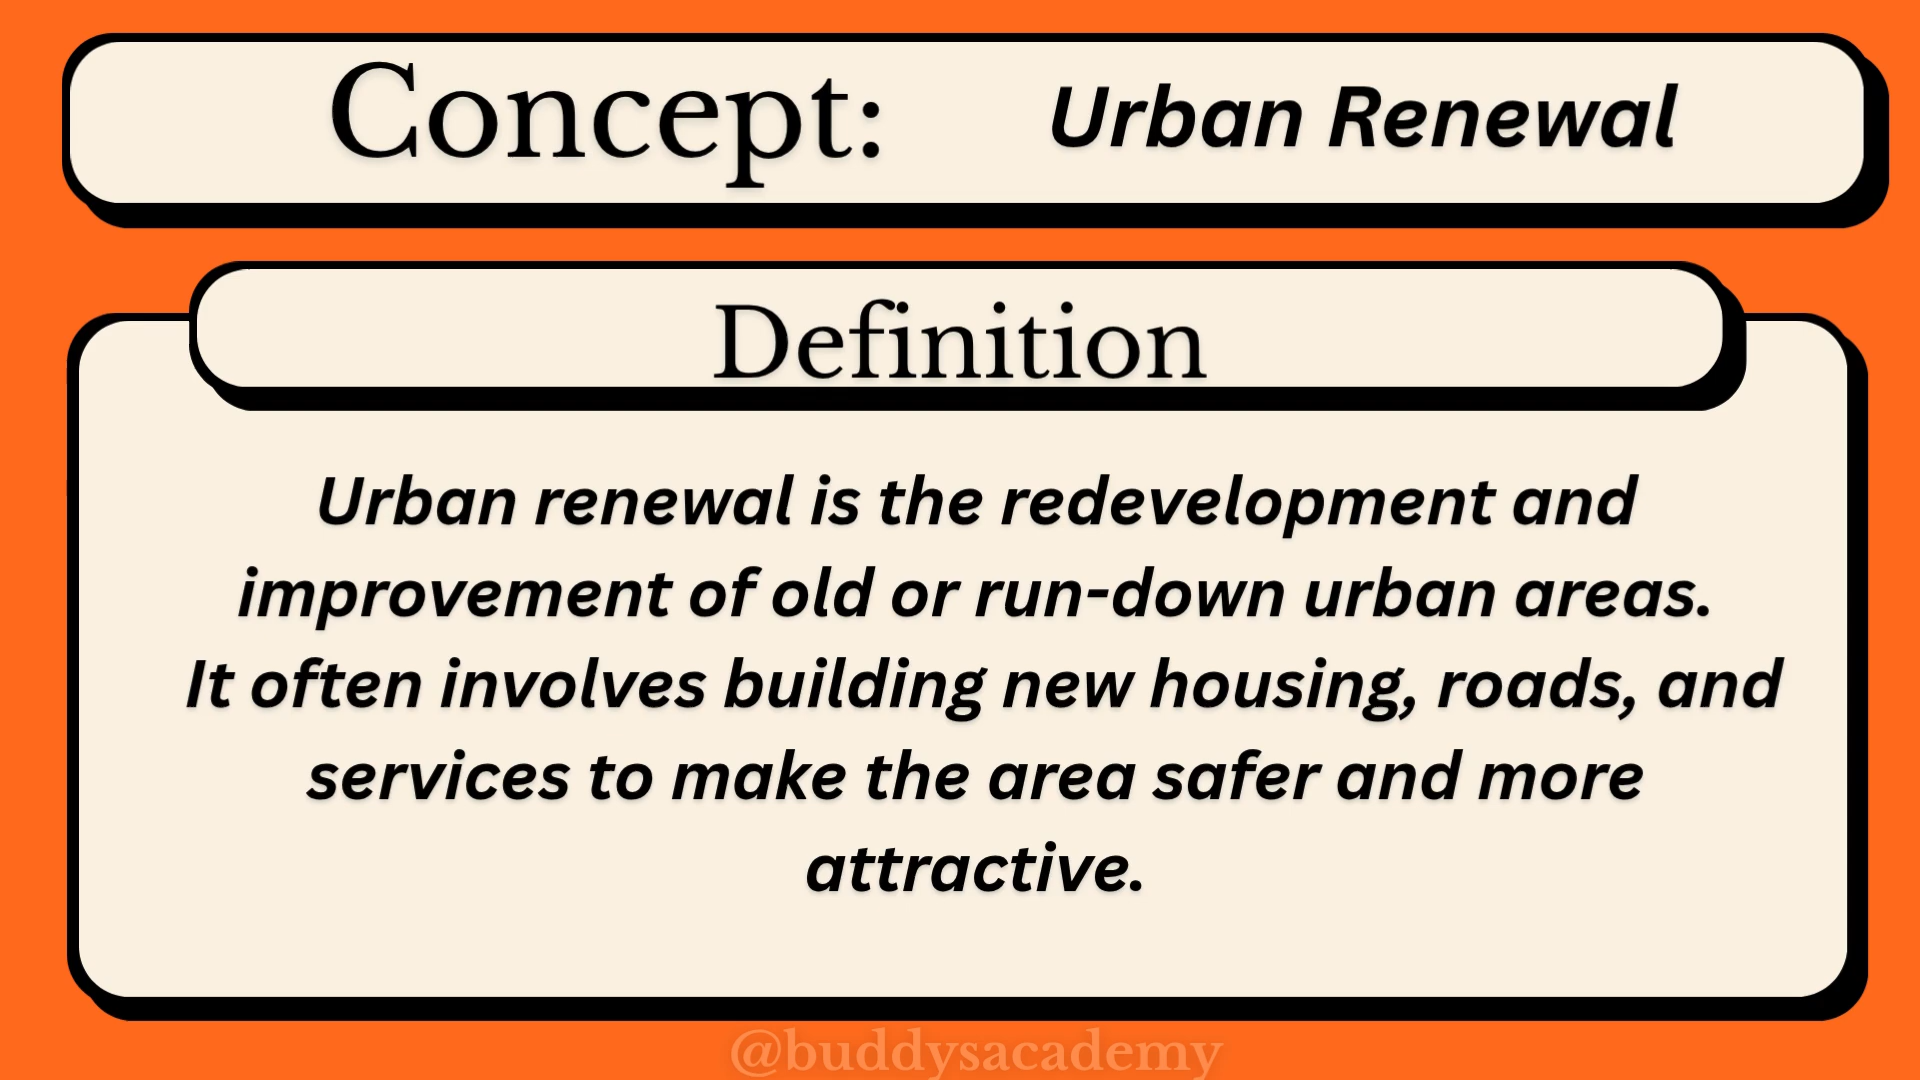 Concept: Urban Renewal
Definition
Urban renewal is the redevelopment and
improvement of old or run-down urban areas.
It often involves building new housing, roads, and
services to make the area safer and more
attractive.
@buddysacademy